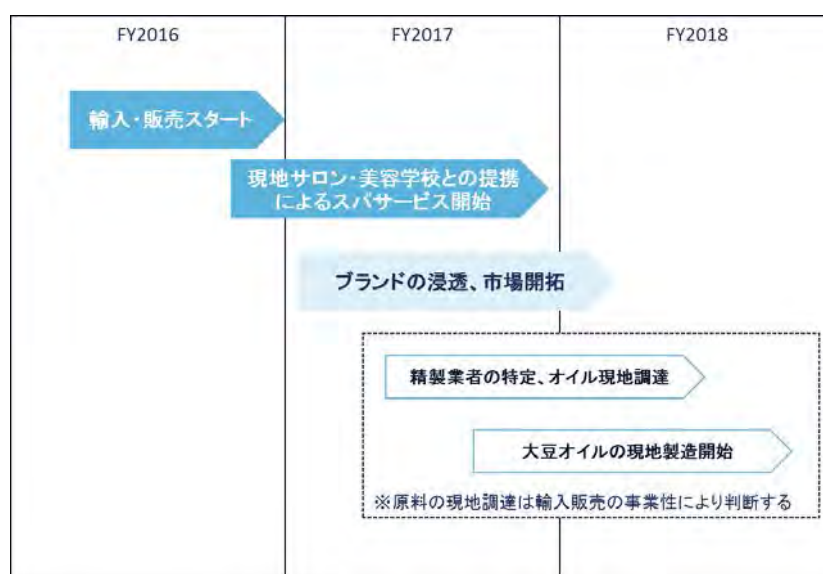 FY2016
FY2017
FY2018
輸入・販売スタート
現地サロン・美容学校との提携
によるスパサービス開始
ブランドの浸透、市場開拓
精製業者の特定、オイル現地調達
大豆オイルの現地製造開始
※原料の現地調達は輸入販売の事業性により判断する